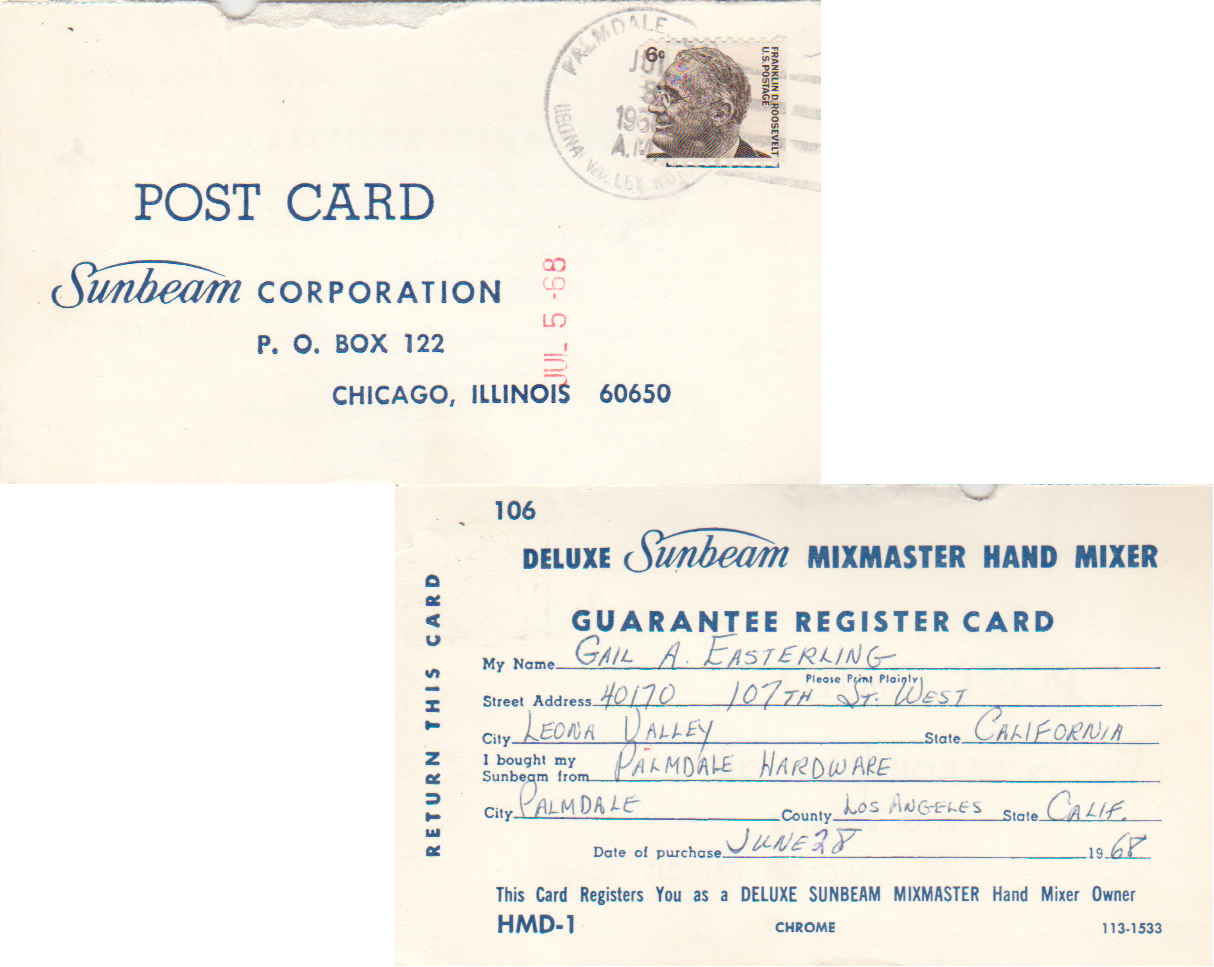 PALMDALE
6¢
FRANKLIN D. ROOSEVELT
U.S. POSTAGE
A.M.
POST CARD
Sunbeam CORPORATION
P. O. BOX 122
CHICAGO, ILLINOIS 60650
JUL 5 -68
106
DELUXE Sunbeam MIXMASTER HAND MIXER
GUARANTEE REGISTER CARD
RETURN THIS CARD
My Name GAIL A. EASTERLING
Please Print Plainly
Street Address 40170 107TH ST. WEST
City LEONA VALLEY State CALIFORNIA
I bought my
Sunbeam from PALMDALE HARDWARE
City PALMDALE County LOS ANGELES State CALIF.
Date of purchase JUNE 28 1968
This Card Registers You as a DELUXE SUNBEAM MIXMASTER Hand Mixer Owner
HMD-1 CHROME 113-1533